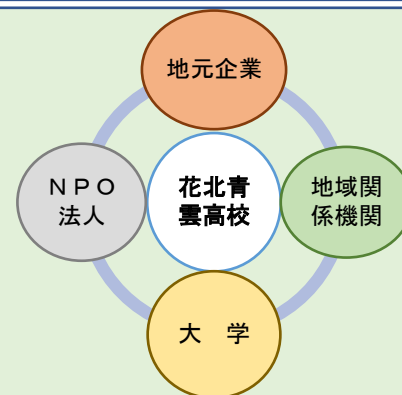 地元企業
ＮＰＯ
法人
花北青
雲高校
地域関
係機関
大　学